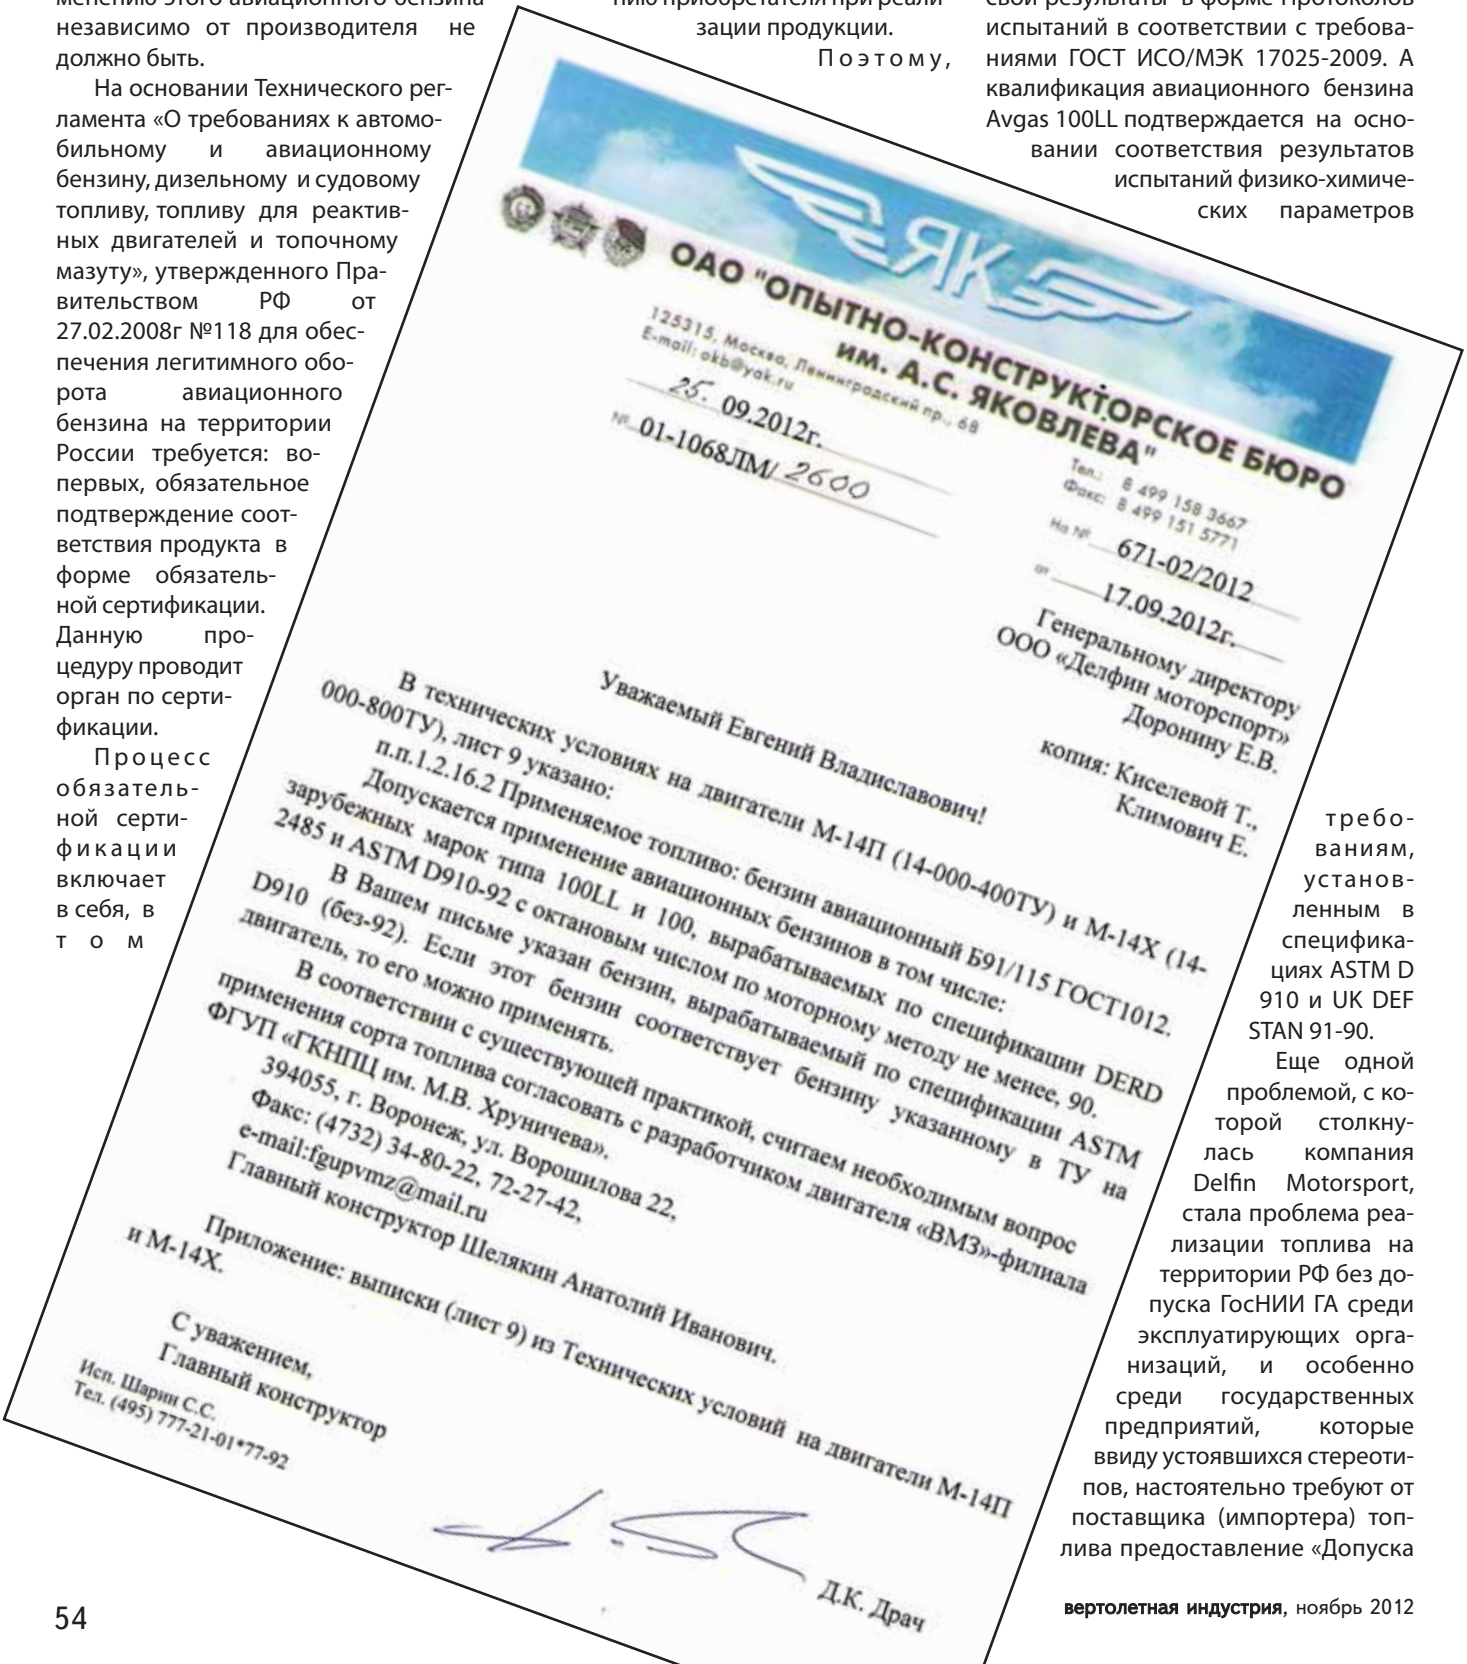 менению этого авиационного бензина
независимо от производителя не
должно быть.
На основании Технического рег-
ламента «О требованиях к автомо-
бильному и авиационному
бензину, дизельному и судовому
топливу, топливу для реактив-
ных двигателей и топочному
мазуту», утвержденного Пра-
вительством РФ от
27.02.2008г №118 для обес-
печения легитимного обо-
рота авиационного
бензина на территории
России требуется: во-
первых, обязательное
подтверждение соот-
ветствия продукта в
форме обязатель-
ной сертификации.
Данную про-
цедуру проводит
орган по серти-
фикации.
Процесс
обязатель-
ной серти-
фикации
включает
в себя, в
том
нию приобретателя при реали-
зации продукции.
Поэтому,
ЯК
ОАО "ОПЫТНО-КОНСТРУКТОРСКОЕ БЮРО
им. А.С. ЯКОВЛЕВА"
125315, Москва, Ленинградский пр., 68
E-mail: okb@yak.ru
Тел.: 8 499 158 3667
Факс: 8 499 151 5771
25. 09.2012г.
№ 01-1068ЛМ/ 2600
На № 671-02/2012
от 17.09.2012г.
Генеральному директору
ООО «Делфин моторспорт»
Доронину Е.В.
копия: Киселевой Т.,
Климович Е.
Уважаемый Евгений Владиславович!
В технических условиях на двигатели М-14П (14-000-400ТУ) и М-14Х (14-
000-800ТУ), лист 9 указано:
п.п.1.2.16.2 Применяемое топливо: бензин авиационный Б91/115 ГОСТ1012.
Допускается применение авиационных бензинов в том числе:
зарубежных марок типа 100LL и 100, вырабатываемых по спецификации DERD
2485 и ASTM D910-92 с октановым числом по моторному методу не менее, 90.
В Вашем письме указан бензин, вырабатываемый по спецификации ASTM
D910 (без-92). Если этот бензин соответствует бензину указанному в ТУ на
двигатель, то его можно применять.
В соответствии с существующей практикой, считаем необходимым вопрос
применения сорта топлива согласовать с разработчиком двигателя «ВМЗ»-филиала
ФГУП «ГКНПЦ им. М.В. Хруничева».
394055, г. Воронеж, ул. Ворошилова 22,
Факс: (4732) 34-80-22, 72-27-42,
e-mail:fgupvmz@mail.ru
Главный конструктор Шелякин Анатолий Иванович.
Приложение: выписки (лист 9) из Технических условий на двигатели М-14П
и М-14Х.
С уважением,
Главный конструктор
Исп. Шарин С.С.
Тел. (495) 777-21-01*77-92
Д.К. Драч
свои результаты в форме Протоколов
испытаний в соответствии с требова-
ниями ГОСТ ИСО/МЭК 17025-2009. А
квалификация авиационного бензина
Avgas 100LL подтверждается на осно-
вании соответствия результатов
испытаний физико-химиче-
ских параметров
требо-
ваниям,
установ-
ленным в
специфика-
циях ASTM D
910 и UK DEF
STAN 91-90.
Еще одной
проблемой, с ко-
торой столкну-
лась компания
Delfin Motorsport,
стала проблема реа-
лизации топлива на
территории РФ без до-
пуска ГосНИИ ГА среди
эксплуатирующих орга-
низаций, и особенно
среди государственных
предприятий, которые
ввиду устоявшихся стереоти-
пов, настоятельно требуют от
поставщика (импортера) топ-
лива предоставление «Допуска
54
вертолетная индустрия, ноябрь 2012